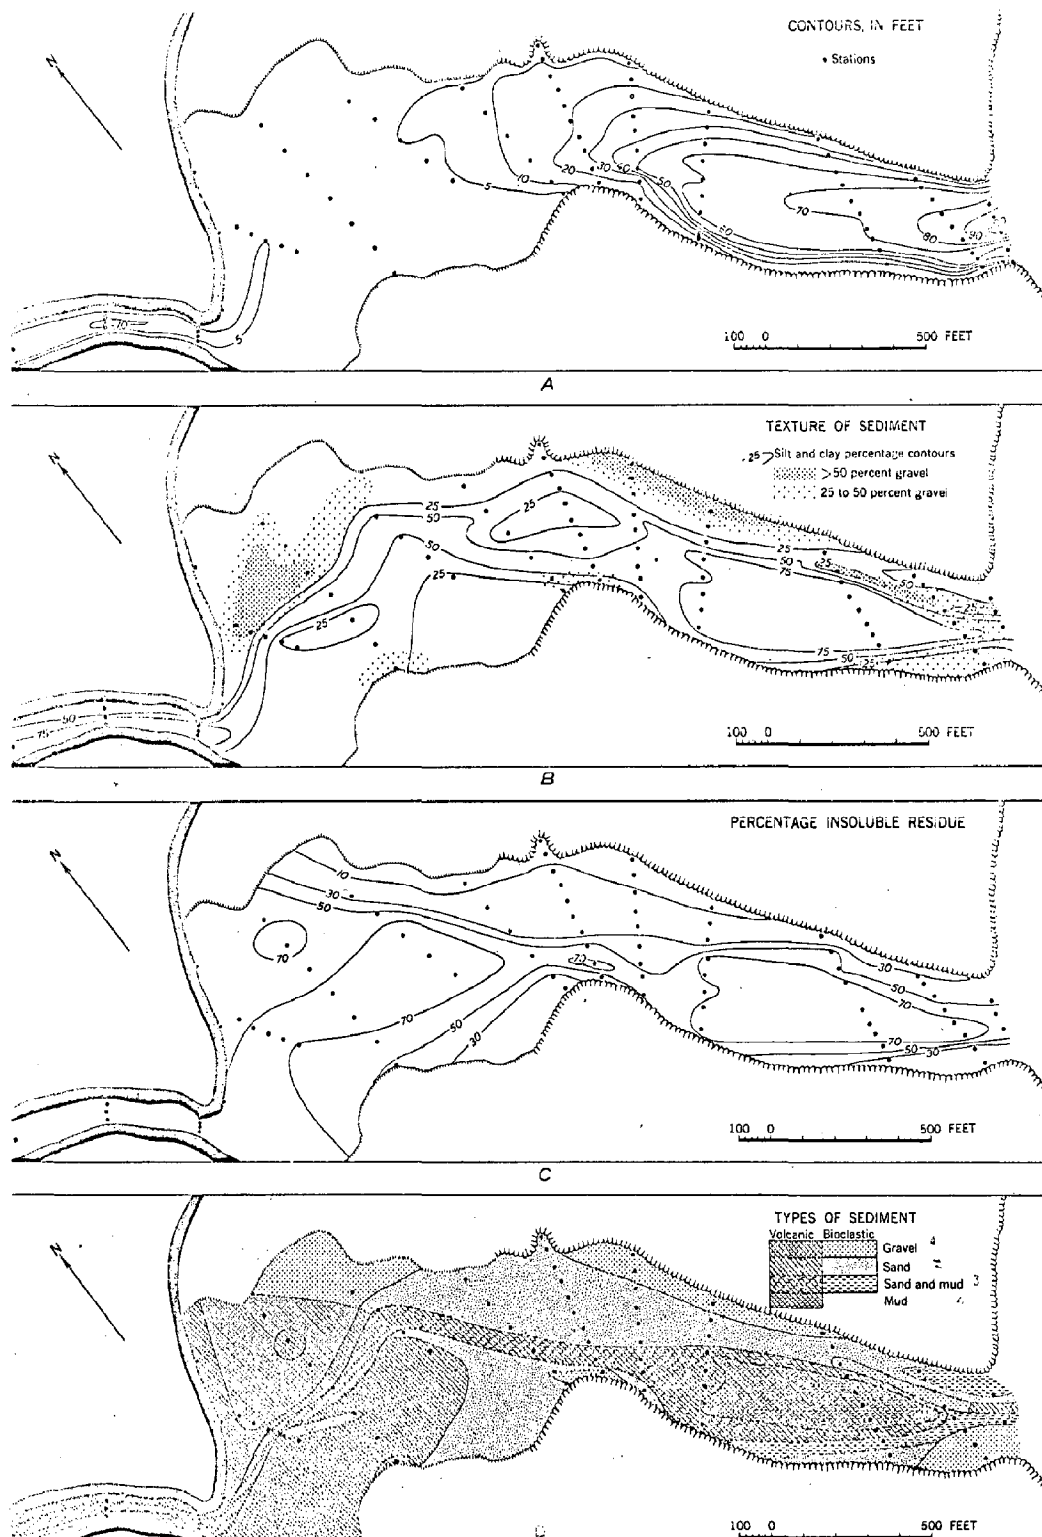 CONTOURS, IN FEET
• Stations
N
5
10
20
30
40
50
60
70
80
90
70
5
100 0 500 FEET
A
TEXTURE OF SEDIMENT
25 Silt and clay percentage contours
>50 percent gravel
25 to 50 percent gravel
N
25
50
25
50
25
25
25
50
75
25
50
25
75
50
25
50
75
100 0 500 FEET
B
PERCENTAGE INSOLUBLE RESIDUE
N
10
30
50
70
70
70
50
30
30
50
70
70
50
30
100 0 500 FEET
C
TYPES OF SEDIMENT
Volcanic Bioclastic
Gravel
Sand
Sand and mud 3
Mud
N
100 0 500 FEET
D